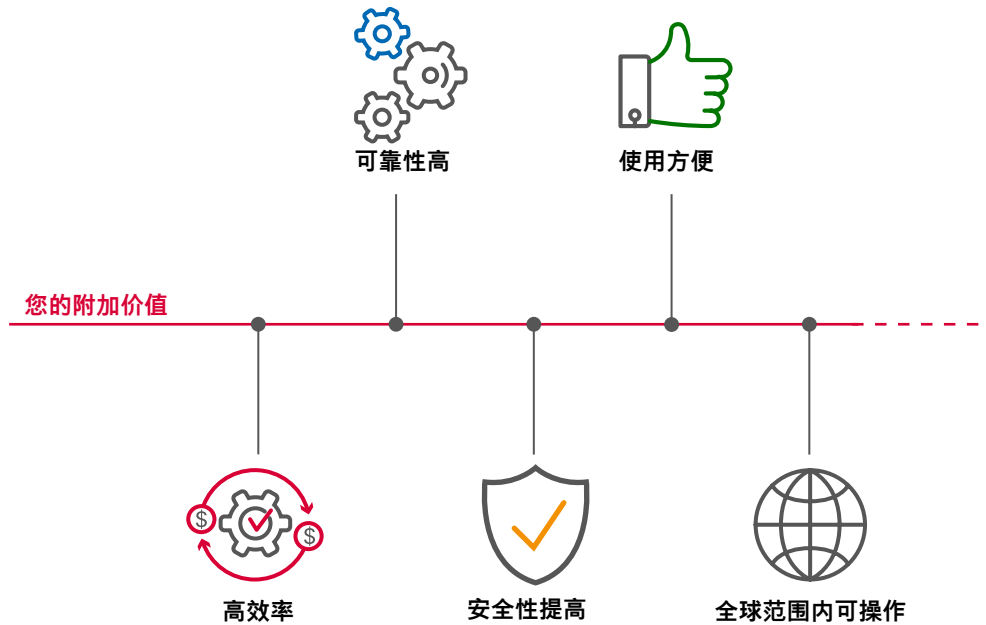 可靠性高
使用方便
您的附加价值
$
$
高效率
安全性提高
全球范围内可操作